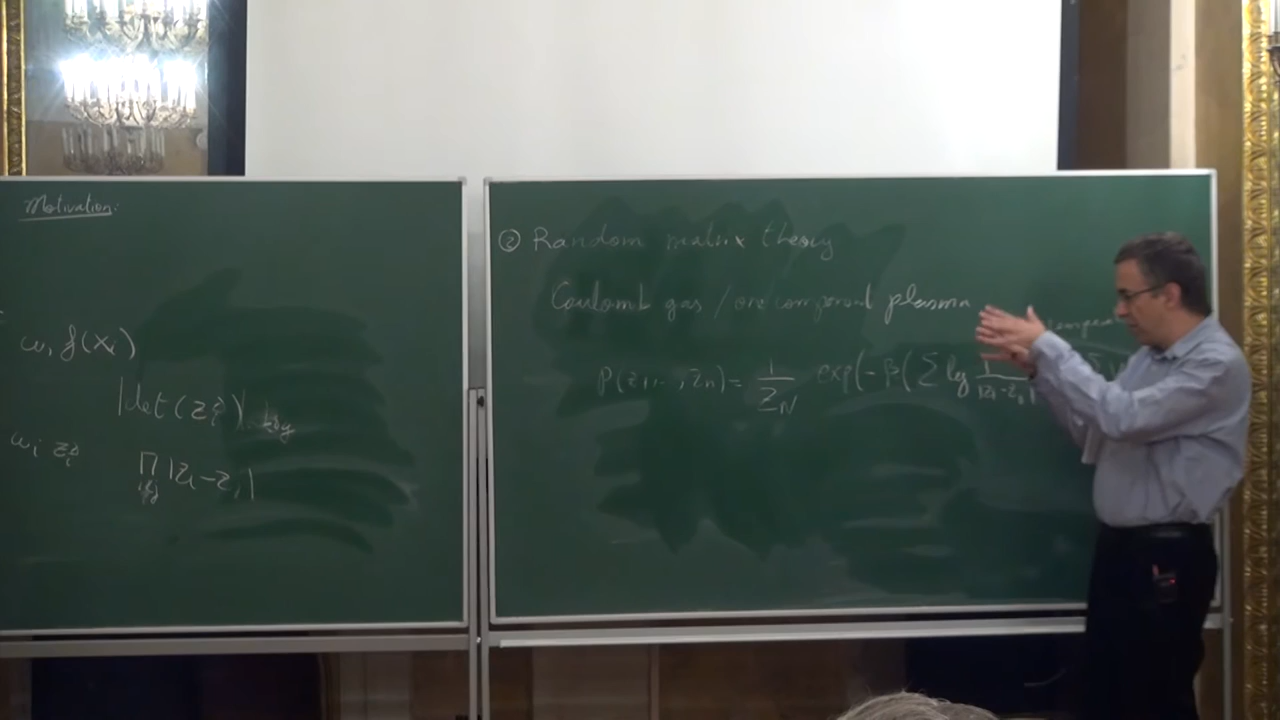 Motivation:
ω, f(xᵢ)
|det(zᵢʲ)|
ωᵢ zᵢʲ
∏ |zᵢ-zⱼ|
② Random matrix theory
Coulomb gas / one component plasma
P(z₁,..,z_N) = 1/Z_N exp(-β(∑ log 1/|zᵢ-zⱼ|